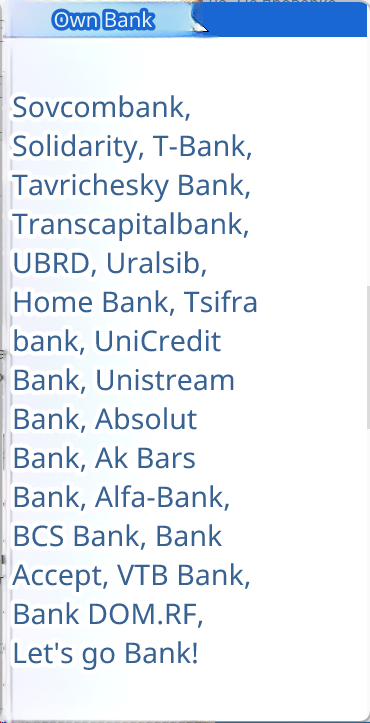 Own Bank
Sovcombank,
Solidarity, T-Bank,
Tavrichesky Bank,
Transcapitalbank,
UBRD, Uralsib,
Home Bank, Tsifra
bank, UniCredit
Bank, Unistream
Bank, Absolut
Bank, Ak Bars
Bank, Alfa-Bank,
BCS Bank, Bank
Accept, VTB Bank,
Bank DOM.RF,
Let's go Bank!